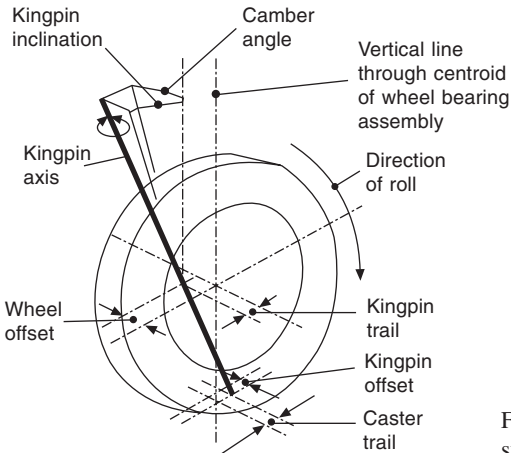 Kingpin
inclination
Camber
angle
Vertical line
through centroid
of wheel bearing
assembly
Kingpin
axis
Direction
of roll
Wheel
offset
Kingpin
trail
Kingpin
offset
Caster
trail